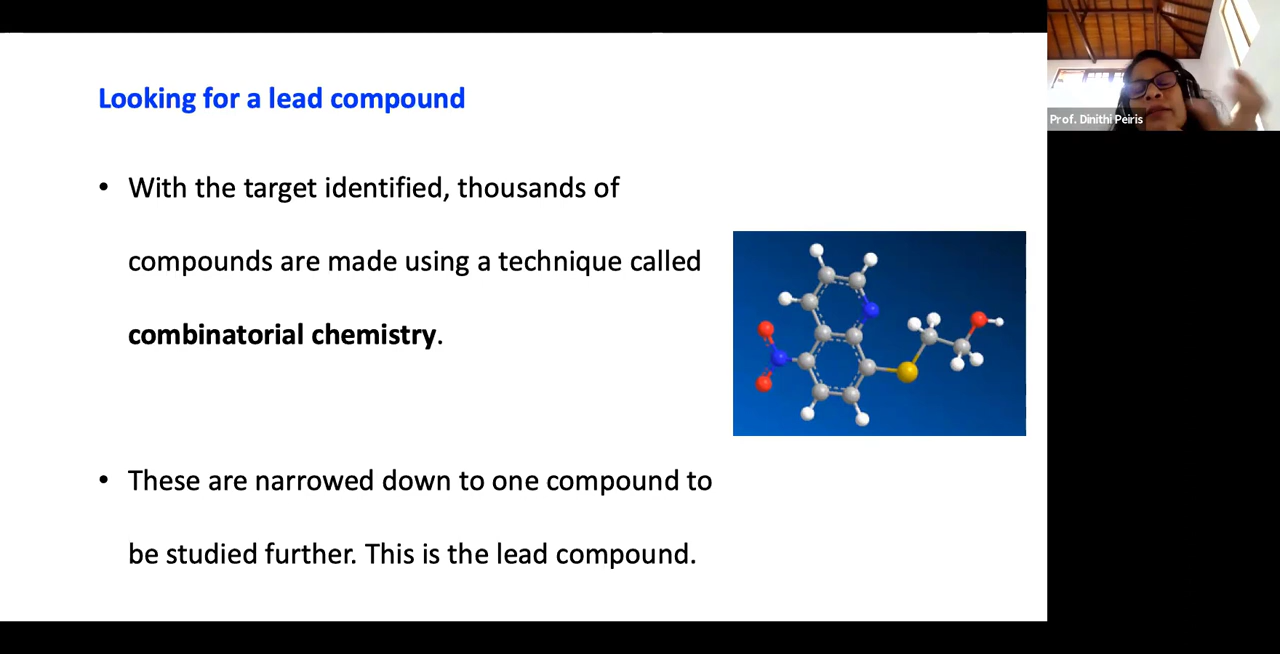 Looking for a lead compound
• With the target identified, thousands of
compounds are made using a technique called
combinatorial chemistry.
• These are narrowed down to one compound to
be studied further. This is the lead compound.
Prof. Dinithi Peiris